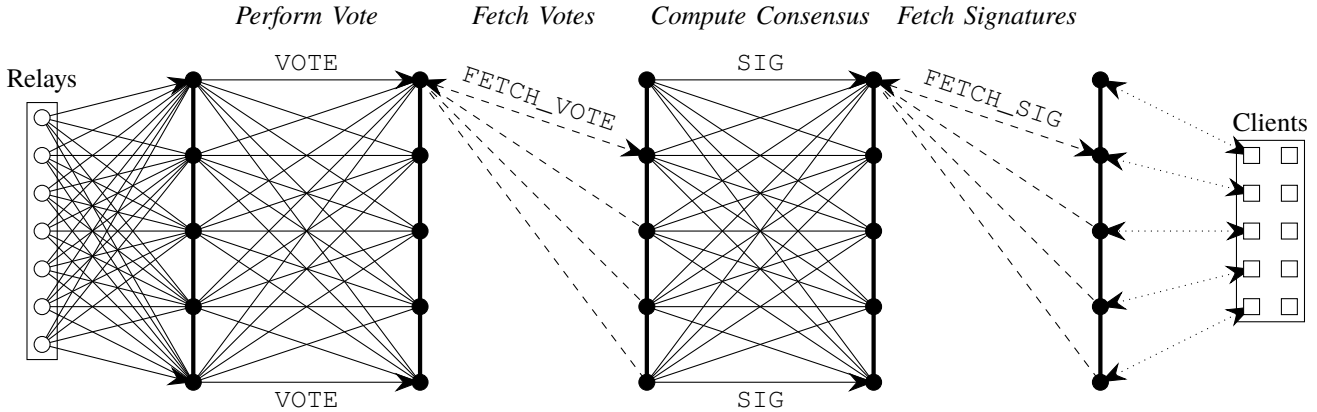 Perform Vote
Fetch Votes
Compute Consensus
Fetch Signatures
Relays
VOTE
FETCH_VOTE
SIG
FETCH_SIG
Clients
VOTE
SIG